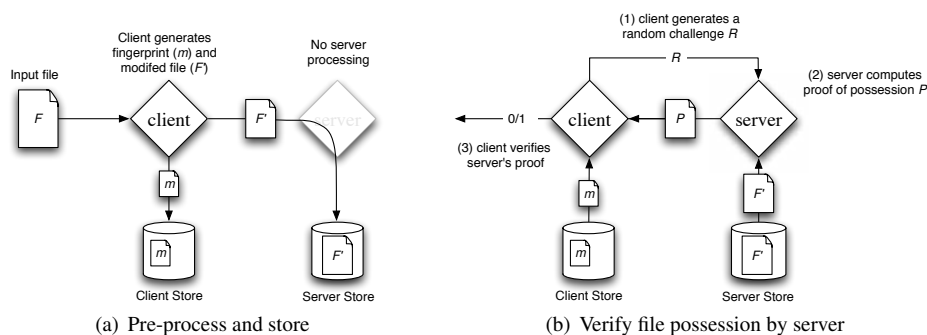 Client generates
fingerprint (m) and
modifed file (F')
No server
processing
Input file
F
client
F'
server
m
m
F'
Client Store
Server Store
(a) Pre-process and store
(1) client generates a
random challenge R
R
(2) server computes
proof of possession P
0/1
client
P
server
(3) client verifies
server's proof
m
F'
m
F'
Client Store
Server Store
(b) Verify file possession by server